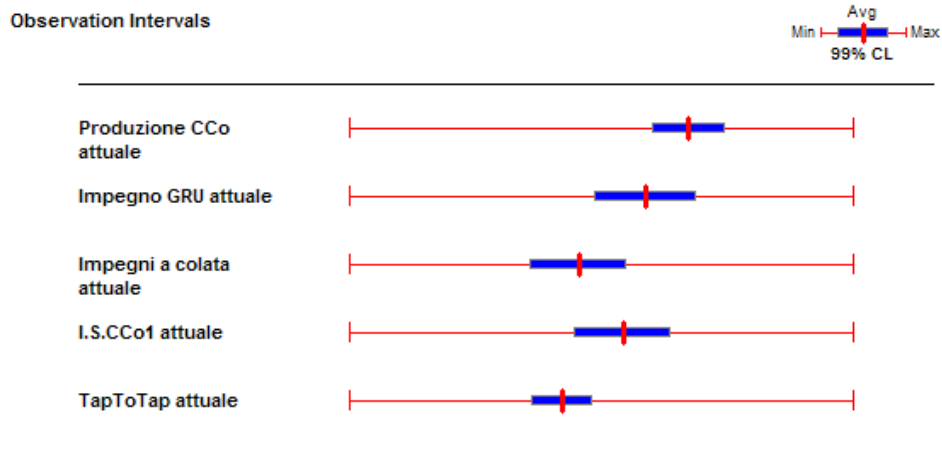 Observation Intervals
Avg
Min Max
99% CL
Produzione CCo
attuale
Impegno GRU attuale
Impegni a colata
attuale
I.S.CCo1 attuale
TapToTap attuale